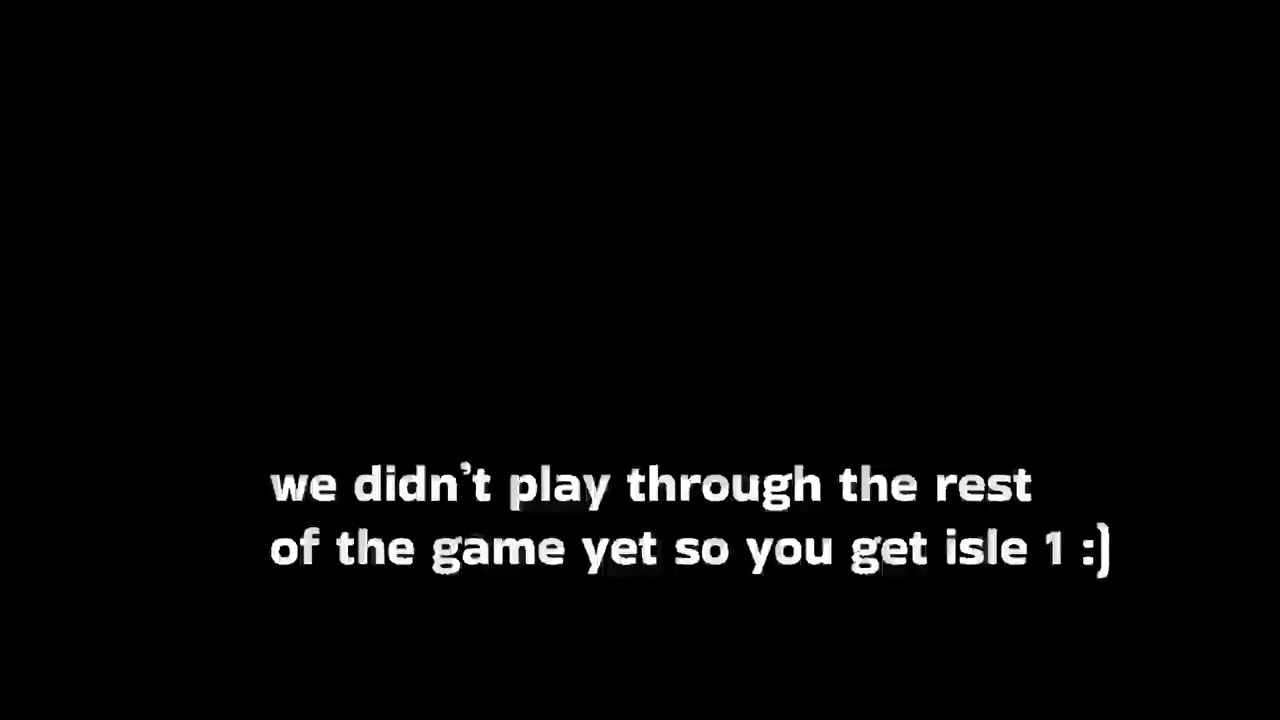 we didn't play through the rest
of the game yet so you get isle 1 :)